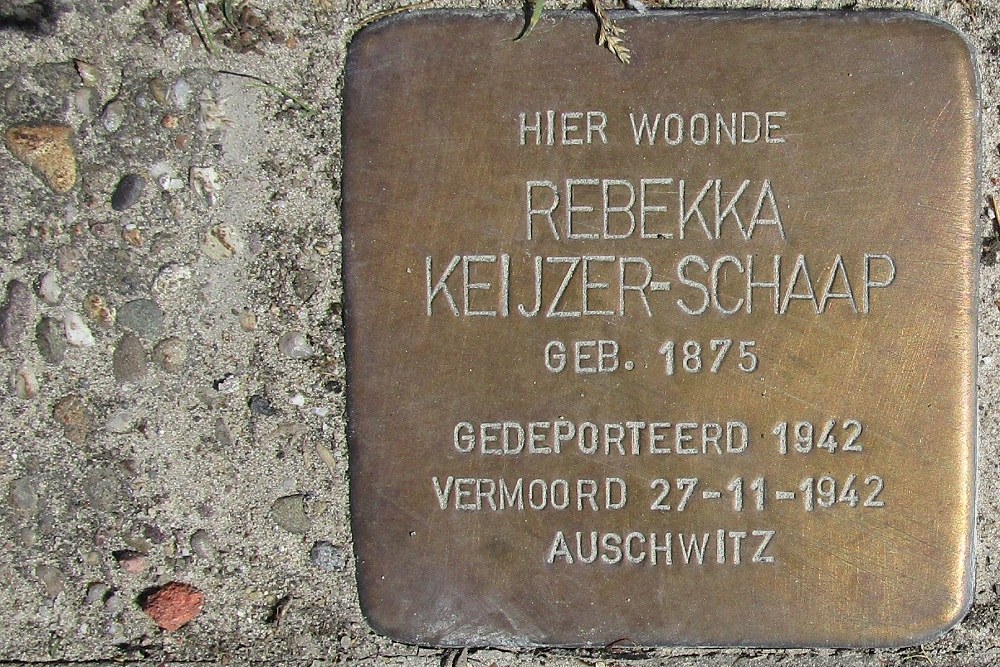 HIER WOONDE
REBEKKA
KEIJZER-SCHAAP
GEB. 1875
GEDEPORTEERD 1942
VERMOORD 27-11-1942
AUSCHWITZ